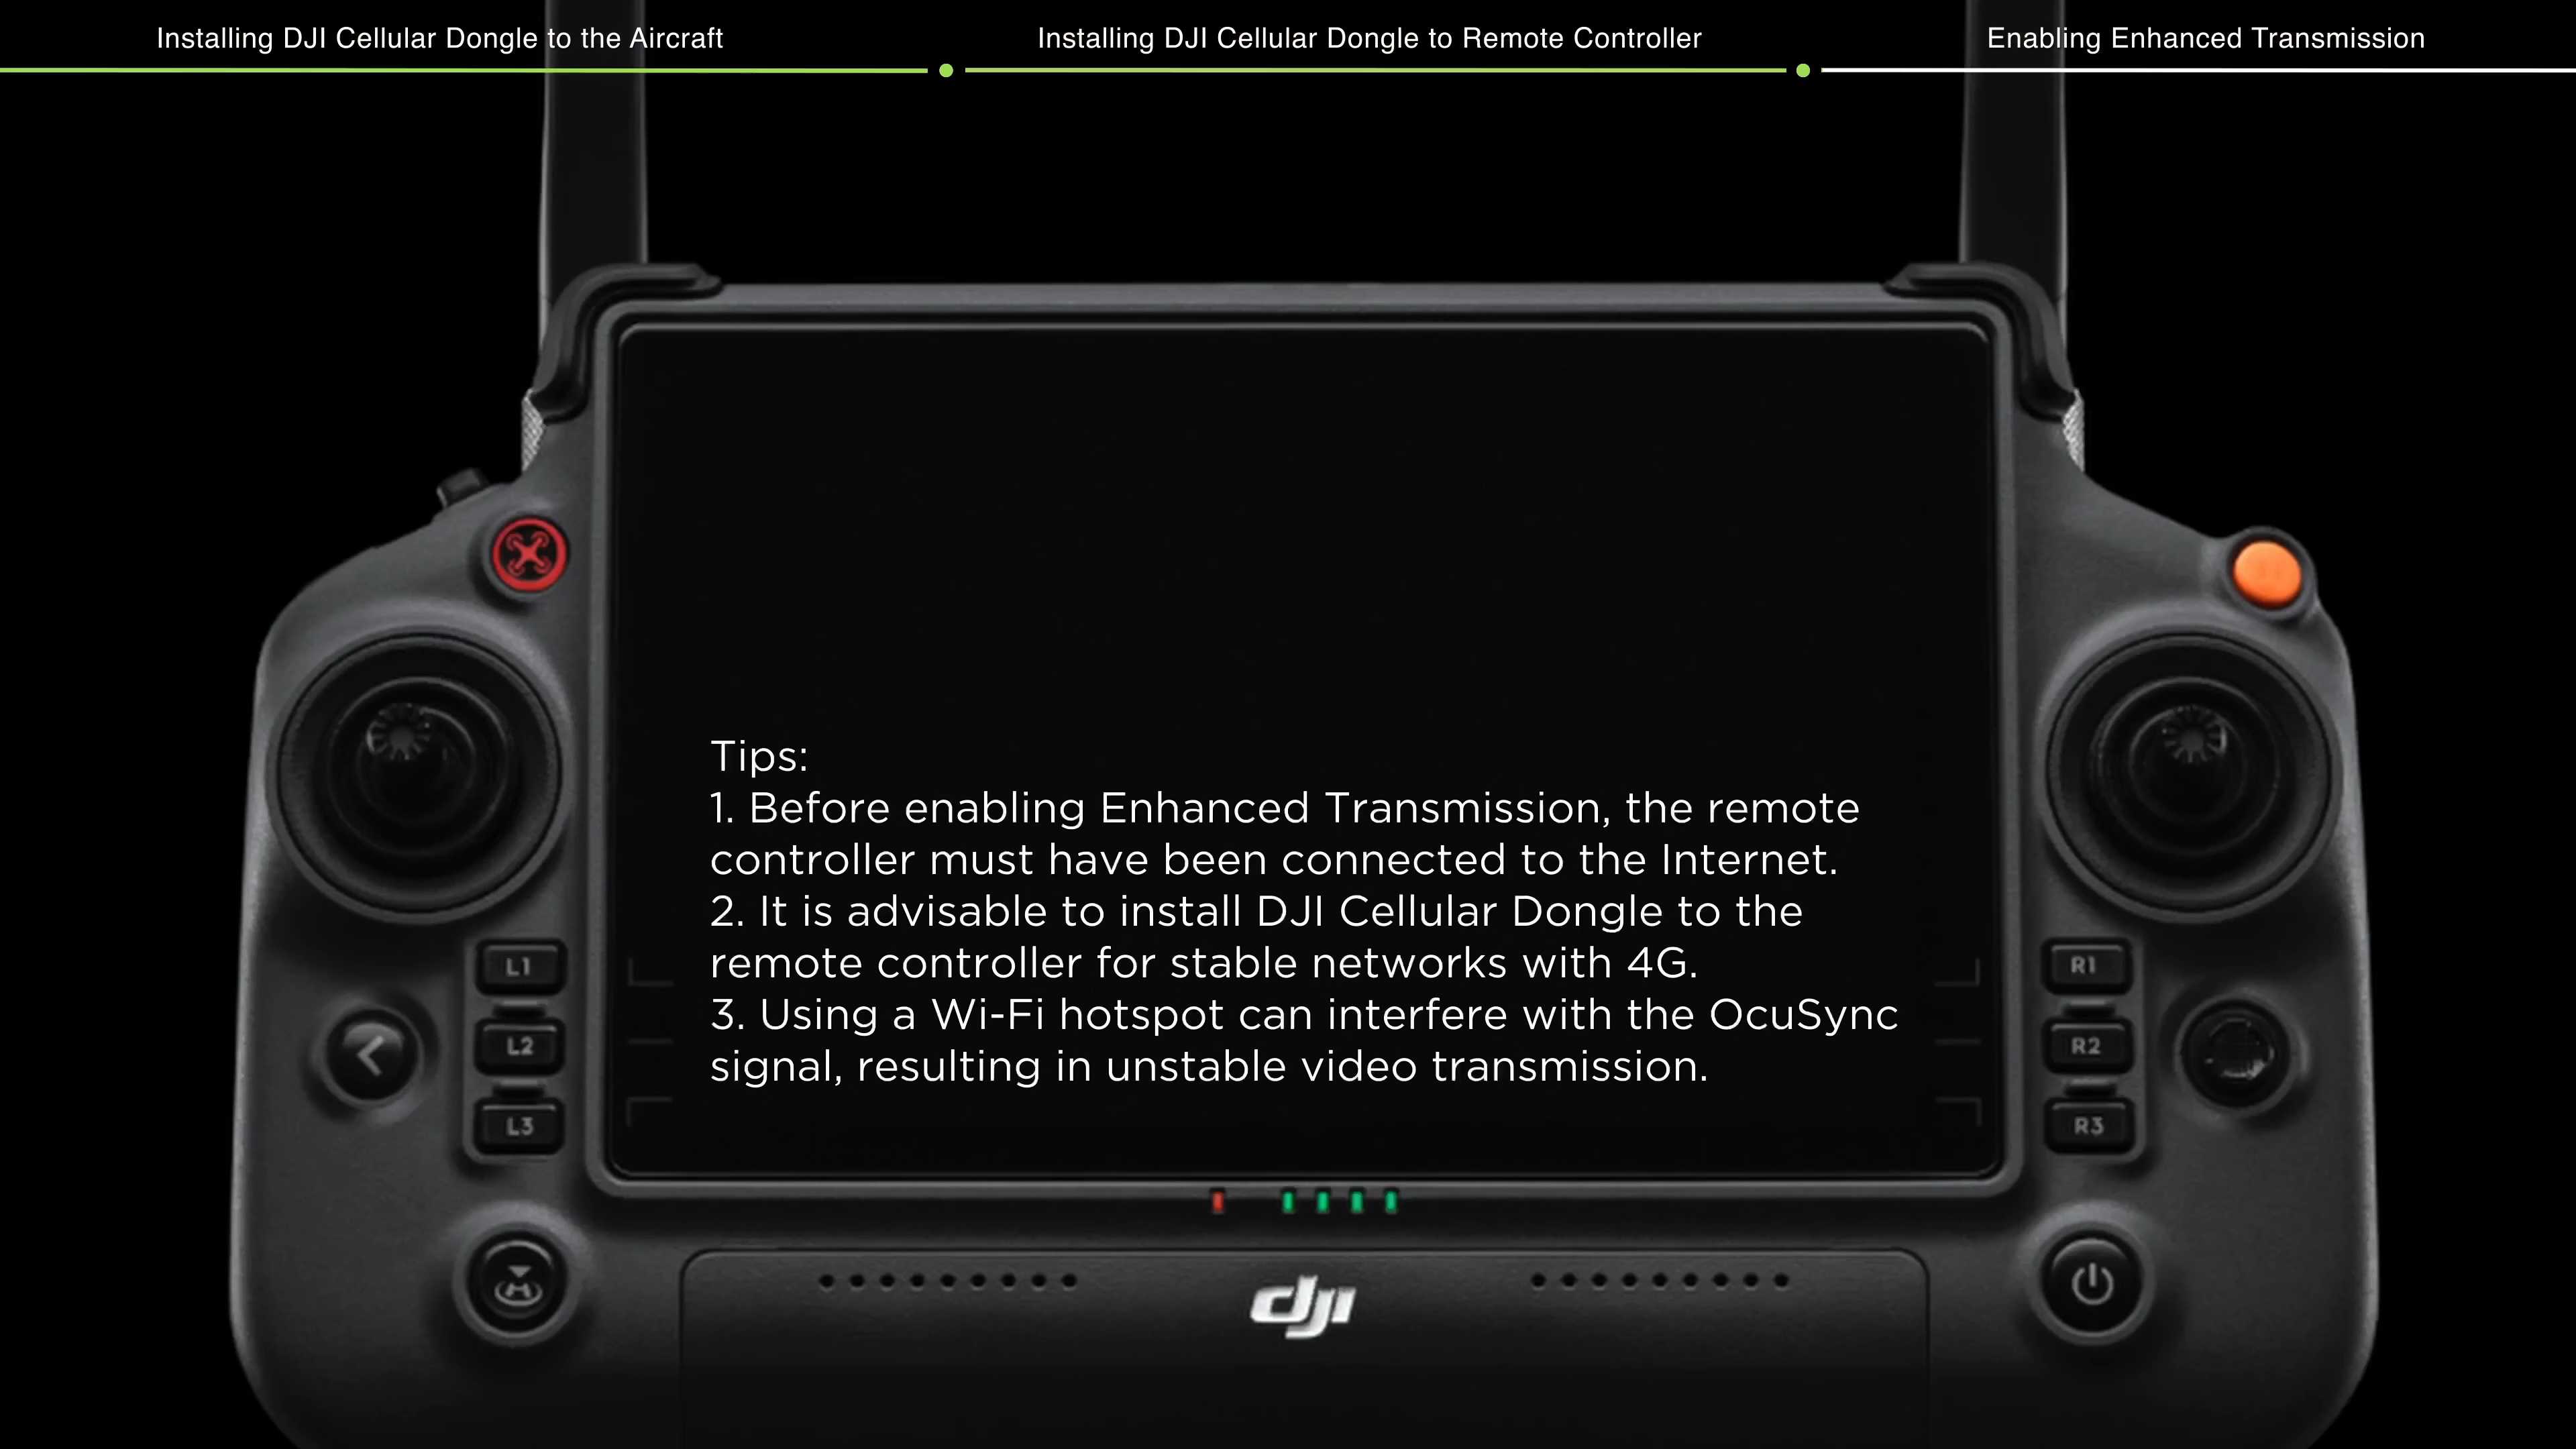 Installing DJI Cellular Dongle to the Aircraft
Installing DJI Cellular Dongle to Remote Controller
Enabling Enhanced Transmission
Tips:
1. Before enabling Enhanced Transmission, the remote
controller must have been connected to the Internet.
2. It is advisable to install DJI Cellular Dongle to the
remote controller for stable networks with 4G.
3. Using a Wi-Fi hotspot can interfere with the OcuSync
signal, resulting in unstable video transmission.
L1
L2
L3
R1
R2
R3
dji